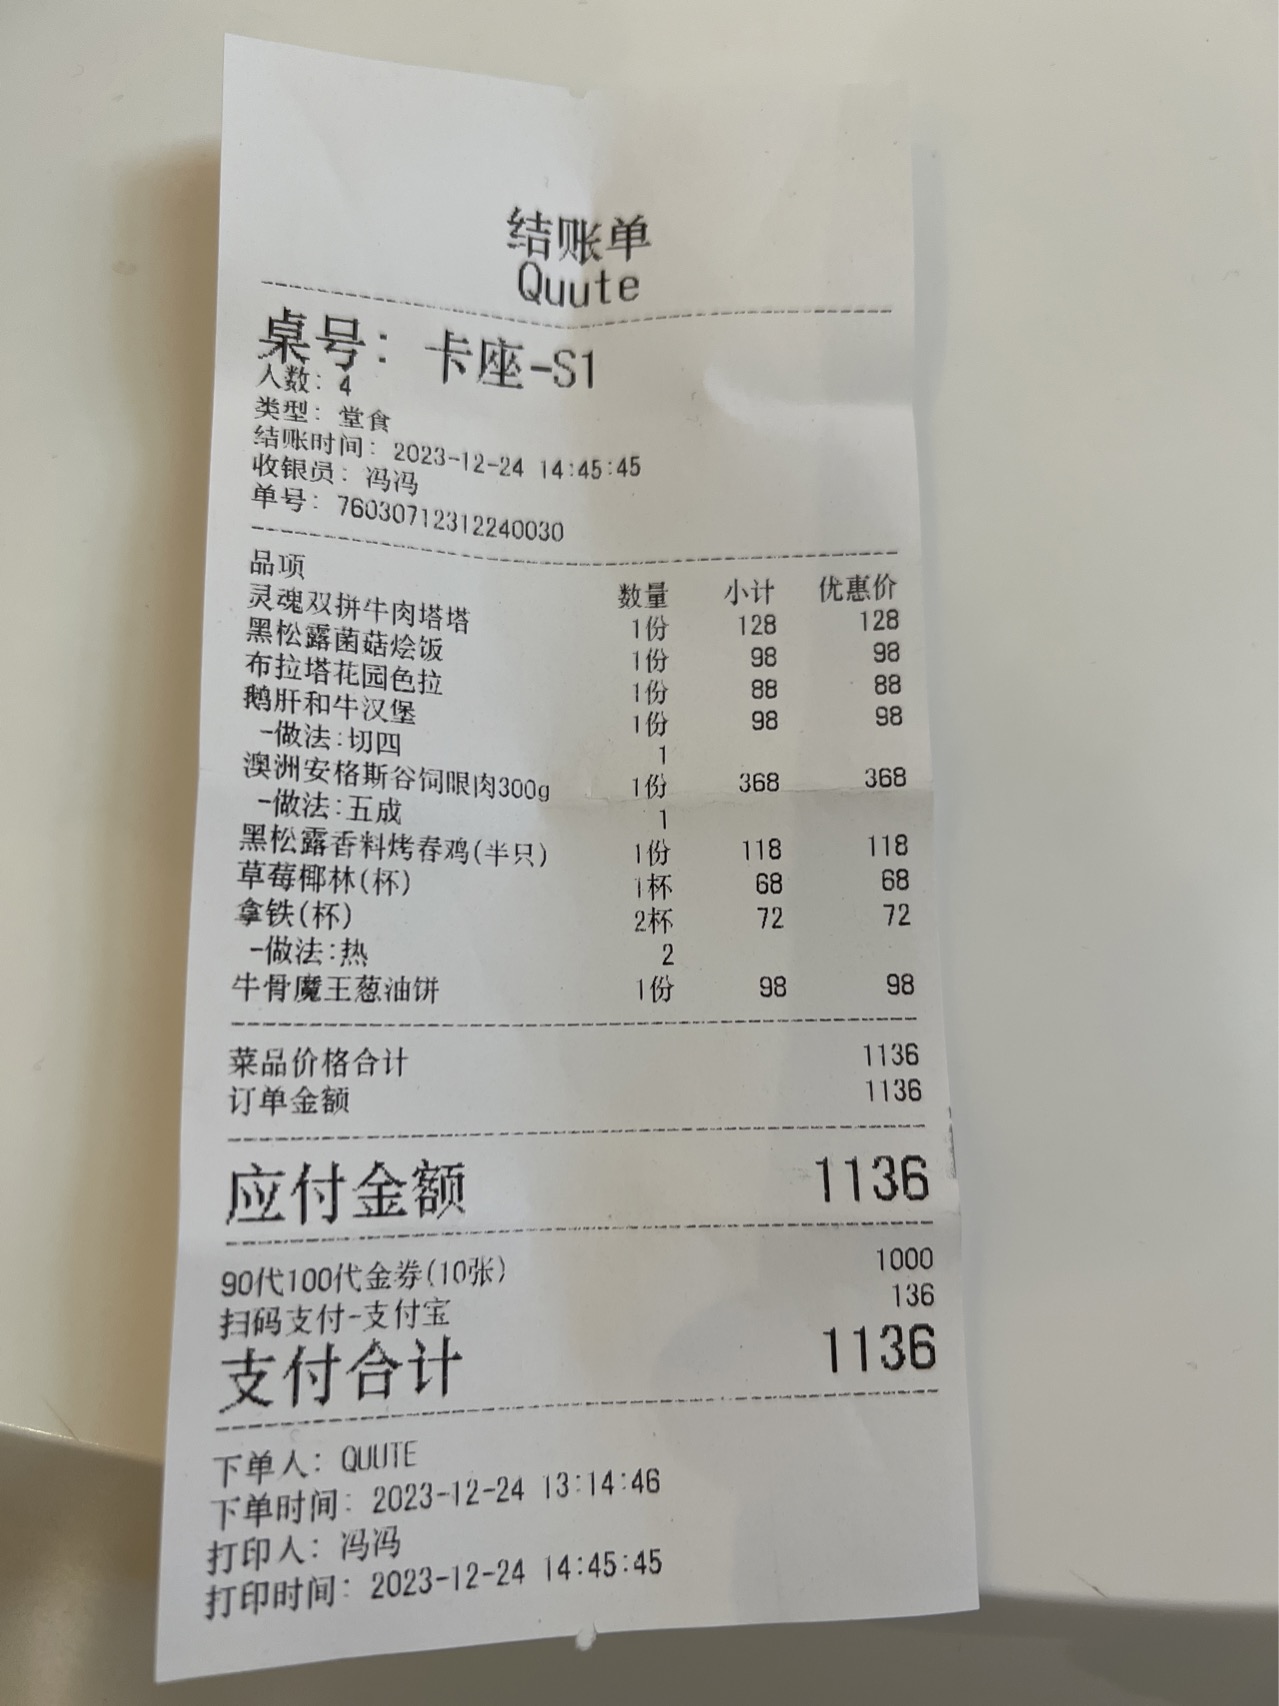 结账单
Quute
桌号: 卡座-S1
人数: 4
类型: 堂食
结账时间: 2023-12-24 14:45:45
收银员: 冯冯
单号: 76030712312240030
品项 数量 小计 优惠价
灵魂双拼牛肉塔塔 1份 128 128
黑松露菌菇烩饭 1份 98 98
布拉塔花园色拉 1份 88 88
鹅肝和牛汉堡 1份 98 98
-做法:切四 1
澳洲安格斯谷饲眼肉300g 1份 368 368
-做法:五成 1
黑松露香料烤春鸡(半只) 1份 118 118
草莓椰林(杯) 1杯 68 68
拿铁(杯) 2杯 72 72
-做法:热 2
牛骨魔王葱油饼 1份 98 98
菜品价格合计 1136
订单金额 1136
应付金额 1136
90代100代金券(10张) 1000
扫码支付-支付宝 136
支付合计 1136
下单人: QUUTE
下单时间: 2023-12-24 13:14:46
打印人: 冯冯
打印时间: 2023-12-24 14:45:45